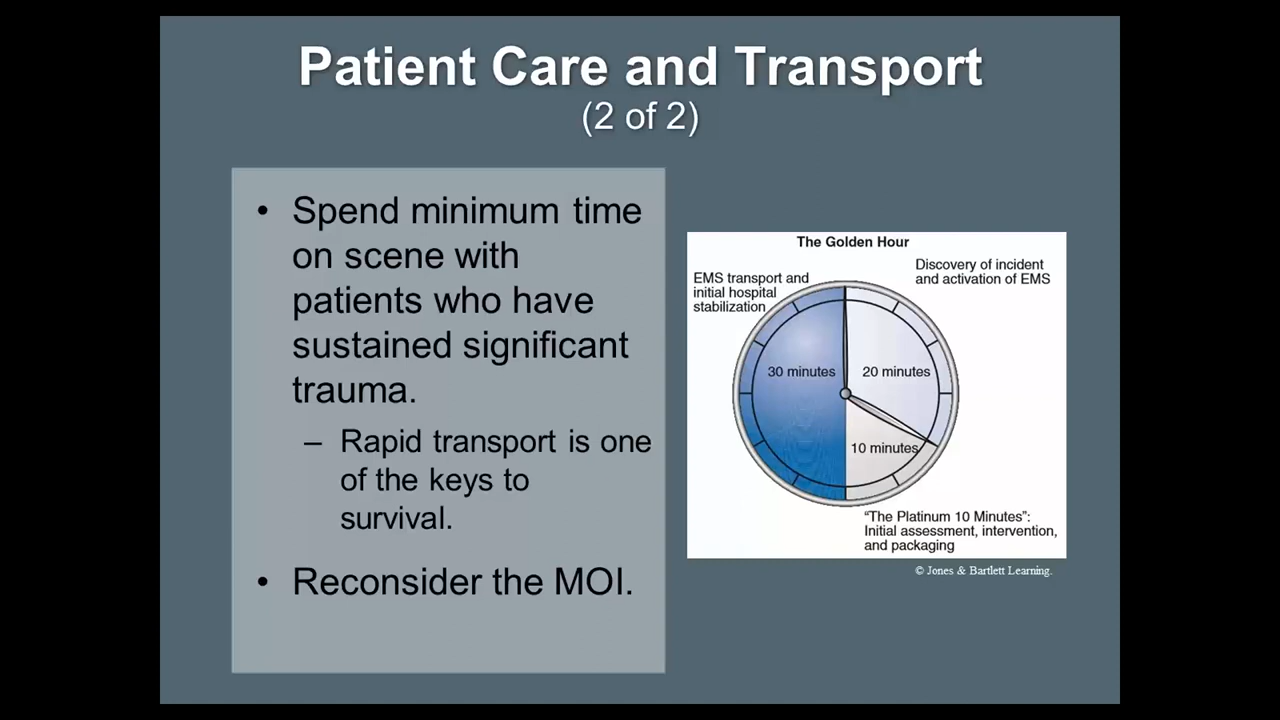 Patient Care and Transport
(2 of 2)
• Spend minimum time
on scene with
patients who have
sustained significant
trauma.
– Rapid transport is one
of the keys to
survival.
• Reconsider the MOI.
The Golden Hour
EMS transport and
initial hospital
stabilization
Discovery of incident
and activation of EMS
30 minutes
20 minutes
10 minutes
“The Platinum 10 Minutes”:
Initial assessment, intervention,
and packaging
© Jones & Bartlett Learning.